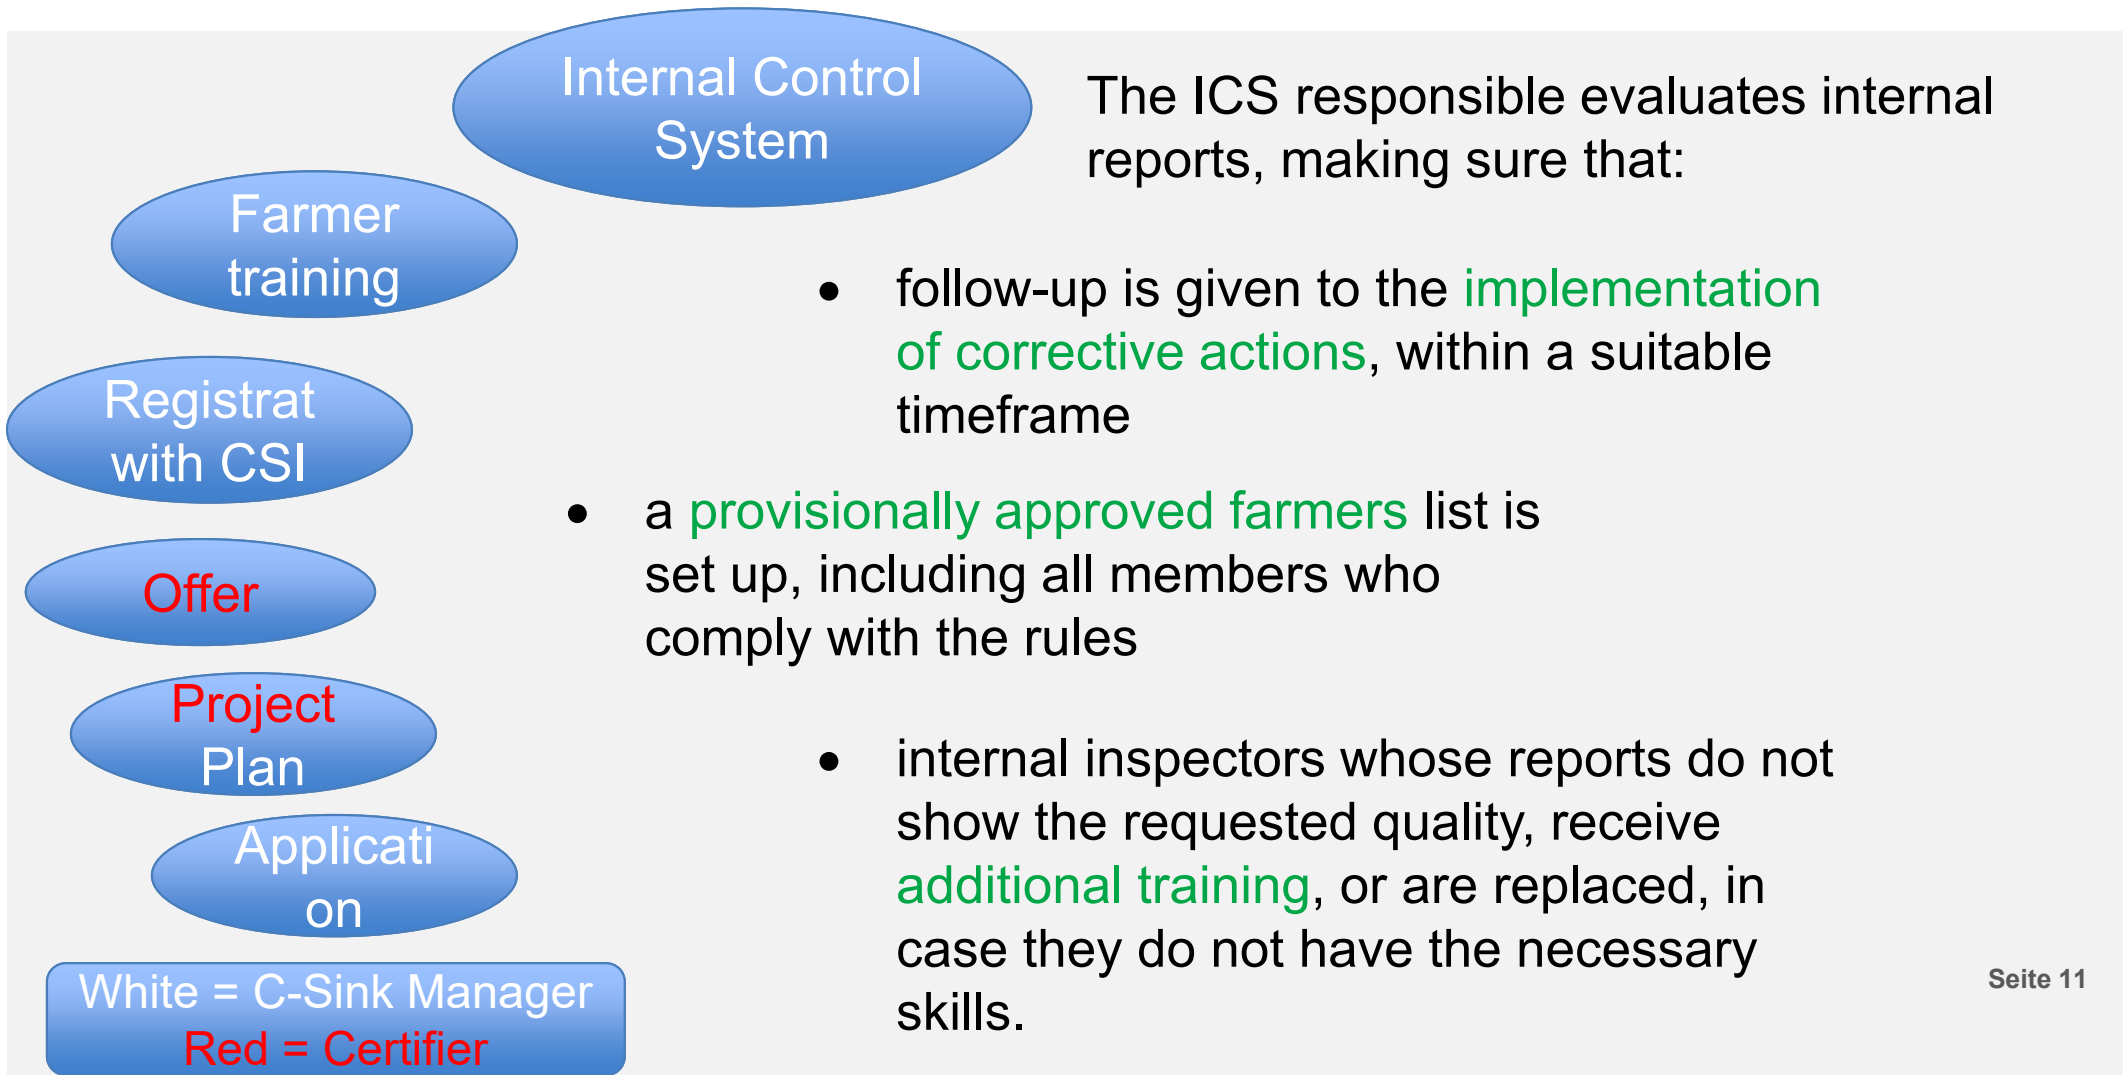 Internal Control
System
The ICS responsible evaluates internal
reports, making sure that:
Farmer
training
• follow-up is given to the implementation
of corrective actions, within a suitable
timeframe
Registrat
with CSI
• a provisionally approved farmers list is
set up, including all members who
comply with the rules
Offer
Project
Plan
• internal inspectors whose reports do not
show the requested quality, receive
additional training, or are replaced, in
case they do not have the necessary
skills.
Applicati
on
White = C-Sink Manager
Red = Certifier
Seite 11